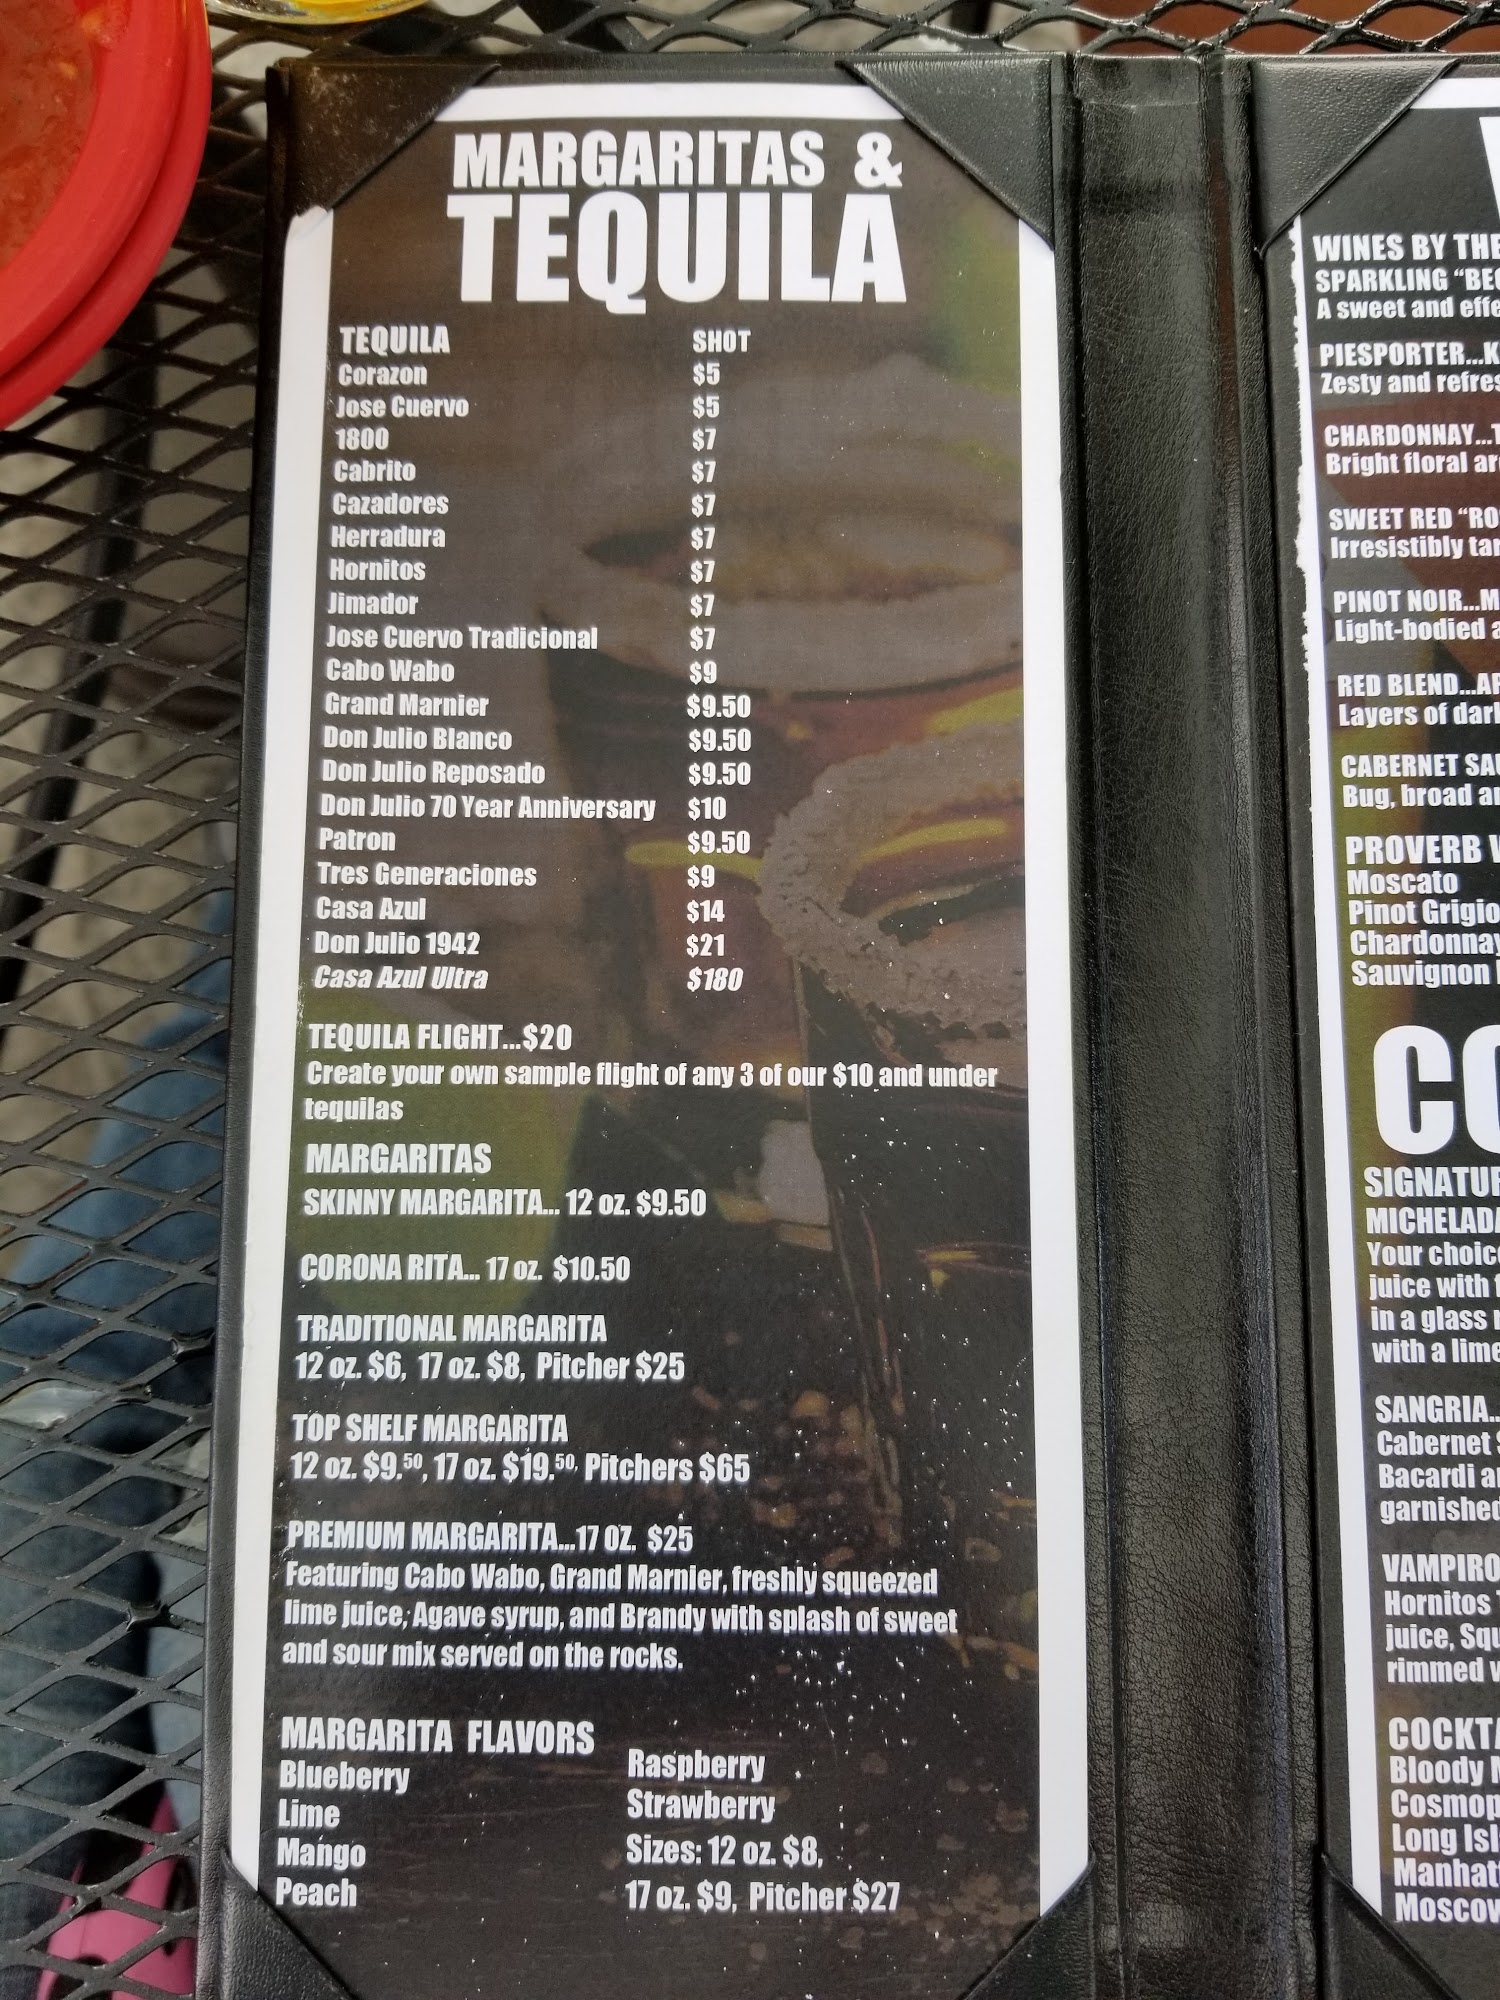 MARGARITAS &
TEQUILA
TEQUILA SHOT
Corazon $5
Jose Cuervo $5
1800 $7
Cabrito $7
Cazadores $7
Herradura $7
Hornitos $7
Jimador $7
Jose Cuervo Tradicional $7
Cabo Wabo $9
Grand Marnier $9.50
Don Julio Blanco $9.50
Don Julio Reposado $9.50
Don Julio 70 Year Anniversary $10
Patron $9.50
Tres Generaciones $9
Casa Azul $14
Don Julio 1942 $21
Casa Azul Ultra $180
TEQUILA FLIGHT...$20
Create your own sample flight of any 3 of our $10 and under
tequilas
MARGARITAS
SKINNY MARGARITA... 12 oz. $9.50
CORONA RITA... 17 oz. $10.50
TRADITIONAL MARGARITA
12 oz. $6, 17 oz. $8, Pitcher $25
TOP SHELF MARGARITA
12 oz. $9.50, 17 oz. $19.50, Pitchers $65
PREMIUM MARGARITA...17 OZ. $25
Featuring Cabo Wabo, Grand Marnier, freshly squeezed
lime juice, Agave syrup, and Brandy with splash of sweet
and sour mix served on the rocks.
MARGARITA FLAVORS
Blueberry
Lime
Mango
Peach
Raspberry
Strawberry
Sizes: 12 oz. $8,
17 oz. $9, Pitcher $27
WINES BY THE
SPARKLING
A sweet and
PIESPORTER...
Zesty and
CHARDONNAY...
Bright floral
SWEET RED
Irresistibly
PINOT NOIR...
Light-bodied
RED BLEND...
Layers of
CABERNET
Bug, broad
PROVERB
Moscato
Pinot Grigio
Chardonnay
Sauvignon
MICHELADA
Your
juice with
in a glass
with a
SANGRIA...
Cabernet
Bacardi
garnished
VAMPIRO
Hornitos
juice,
rimmed
Bloody
Long